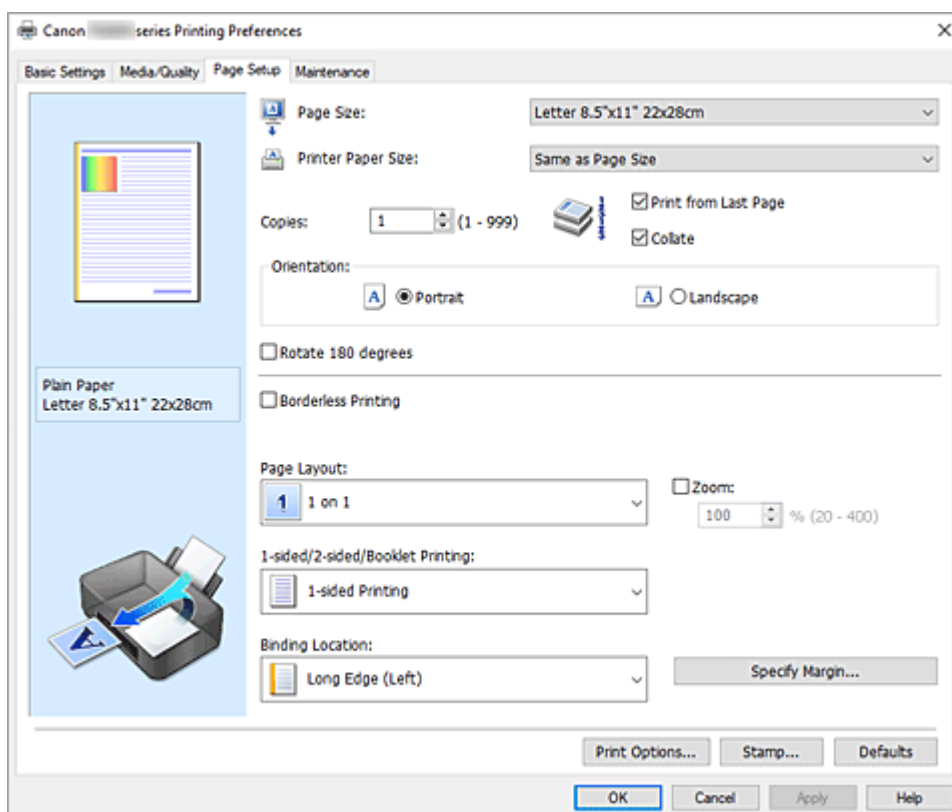 Canon series Printing Preferences
Basic Settings Media/Quality Page Setup Maintenance
Page Size: Letter 8.5"x11" 22x28cm
Printer Paper Size: Same as Page Size
Copies: 1 (1 - 999)
Print from Last Page
Collate
Orientation:
A Portrait A Landscape
Rotate 180 degrees
Plain Paper
Letter 8.5"x11" 22x28cm
Borderless Printing
Page Layout:
1 1 on 1
Zoom:
100 % (20 - 400)
1-sided/2-sided/Booklet Printing:
1-sided Printing
Binding Location:
Long Edge (Left)
Specify Margin...
A
Print Options... Stamp... Defaults
OK Cancel Apply Help